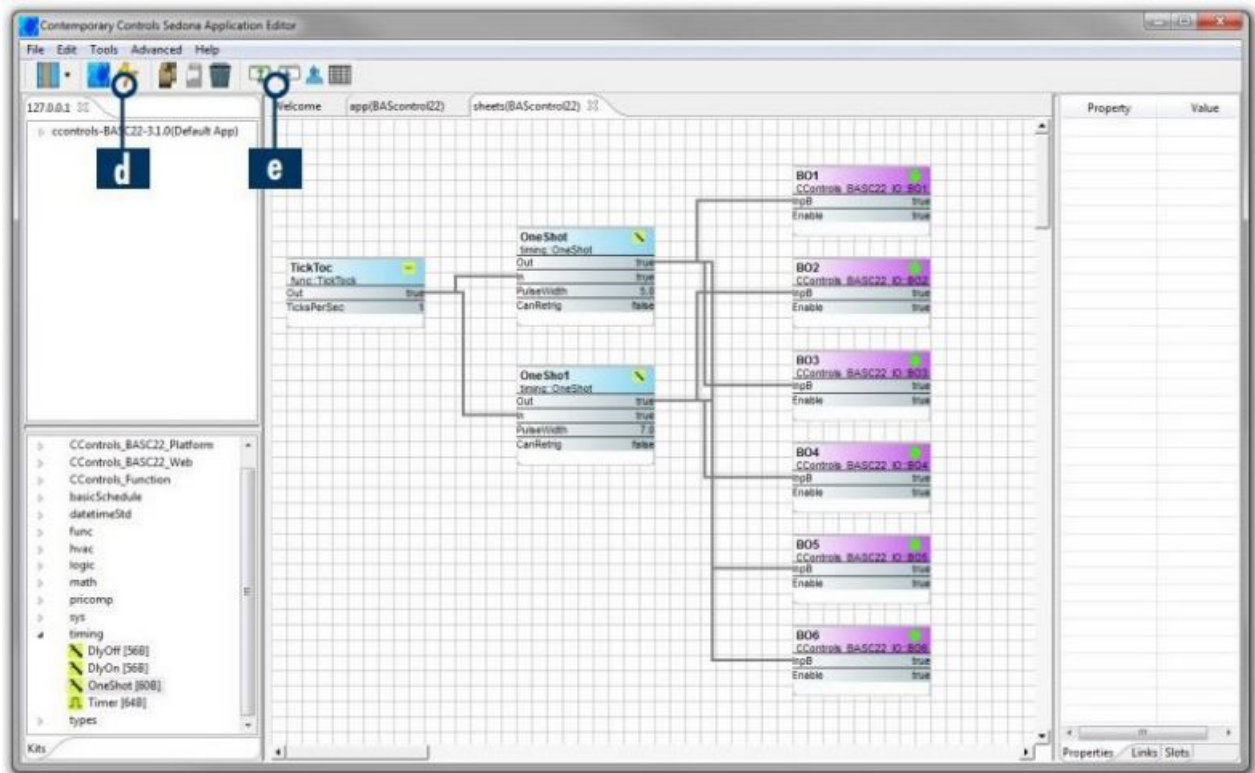 Contemporary Controls Sedona Application Editor
File Edit Tools Advanced Help
d
e
127.0.0.1
Welcome
app(BAScontrol22)
sheets(BAScontrol22)
Property
Value
ccontrols-BASC22-3.1.0(Default App)
TickToc
func::TickTock
Out true
TicksPerSec 1
OneShot
timing::OneShot
Out true
In true
PulseWidth 5.0
CanRetrig false
OneSho1
timing::OneShot
Out true
In true
PulseWidth 7.0
CanRetrig false
BO1
CControls_BASC22_IO::BO1
InpB true
Enable true
BO2
CControls_BASC22_IO::BO2
InpB true
Enable true
BO3
CControls_BASC22_IO::BO3
InpB true
Enable true
BO4
CControls_BASC22_IO::BO4
InpB true
Enable true
BO5
CControls_BASC22_IO::BO5
InpB true
Enable true
BO6
CControls_BASC22_IO::BO6
InpB true
Enable true
CControls_BASC22_Platform
CControls_BASC22_Web
CControls_Function
basicSchedule
datetimeStd
func
hvac
logic
math
pricomp
sys
timing
DlyOff [56B]
DlyOn [56B]
OneShot [60B]
Timer [64B]
types
Kits
Properties Links Slots